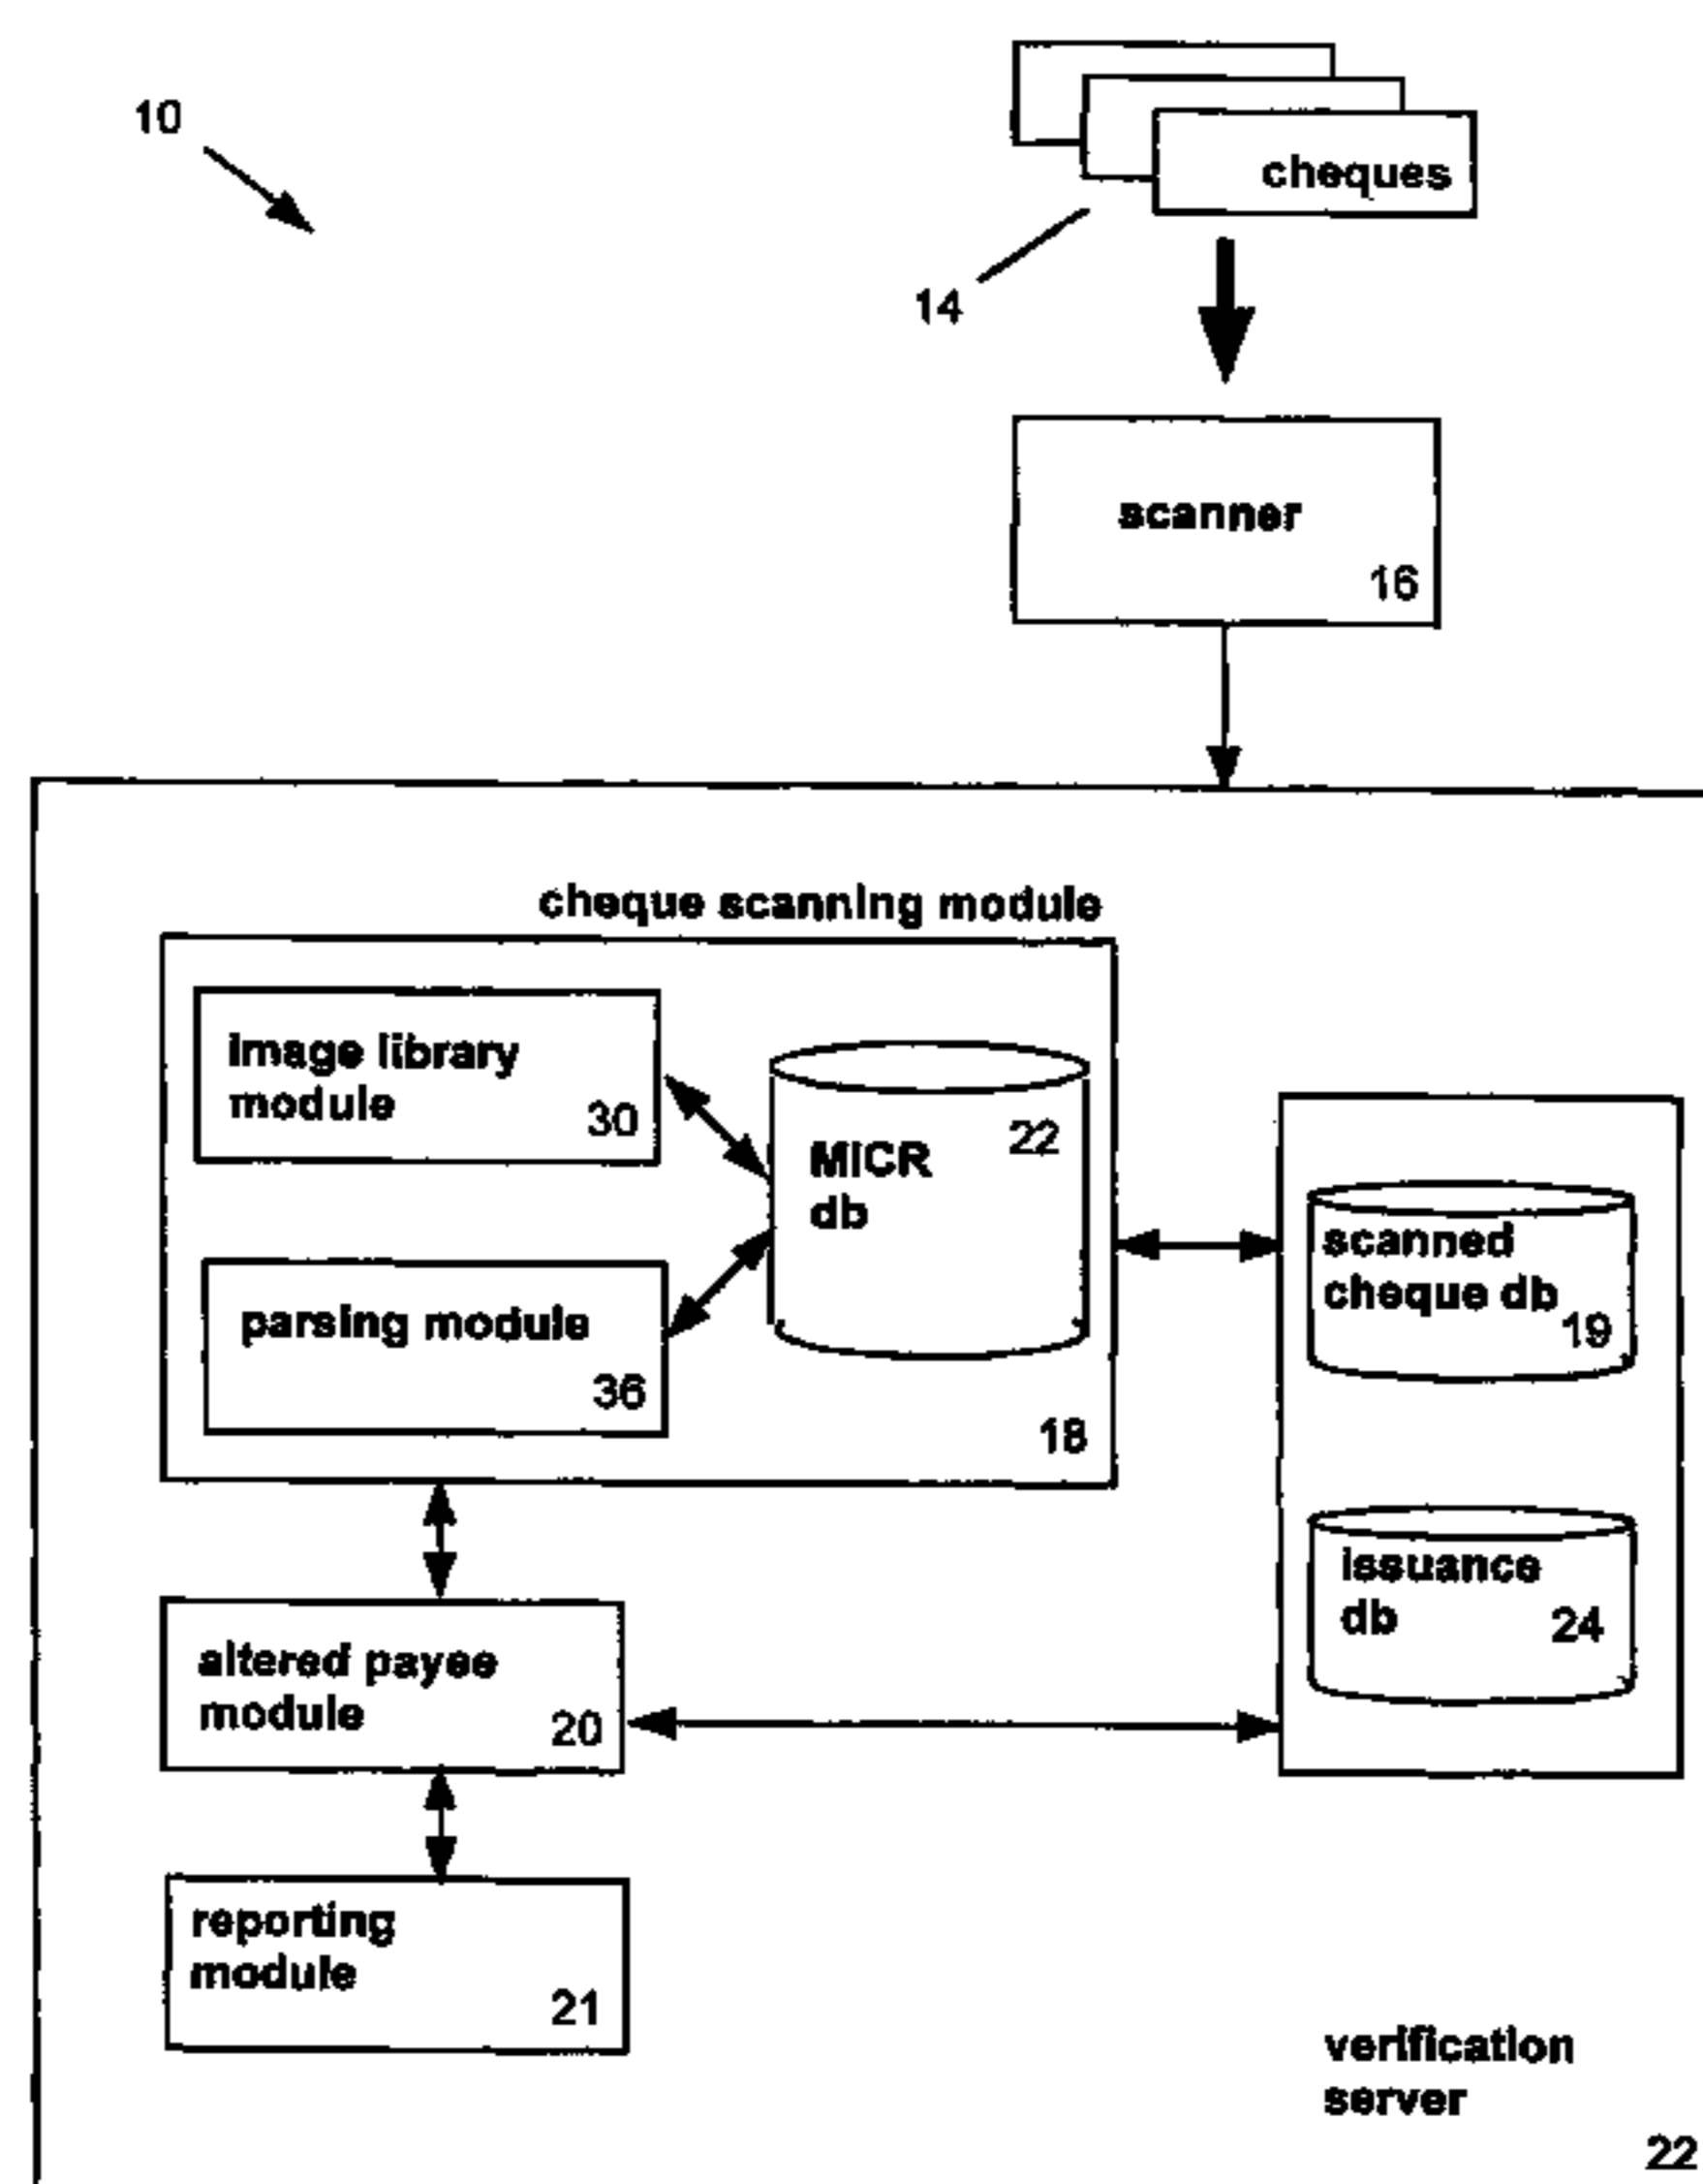 10
cheques
14
scanner
16
cheque scanning module
image library
module
30
22
MICR
db
parsing module
36
18
scanned
cheque db
19
issuance
db
24
altered payee
module
20
reporting
module
21
verification
server
22